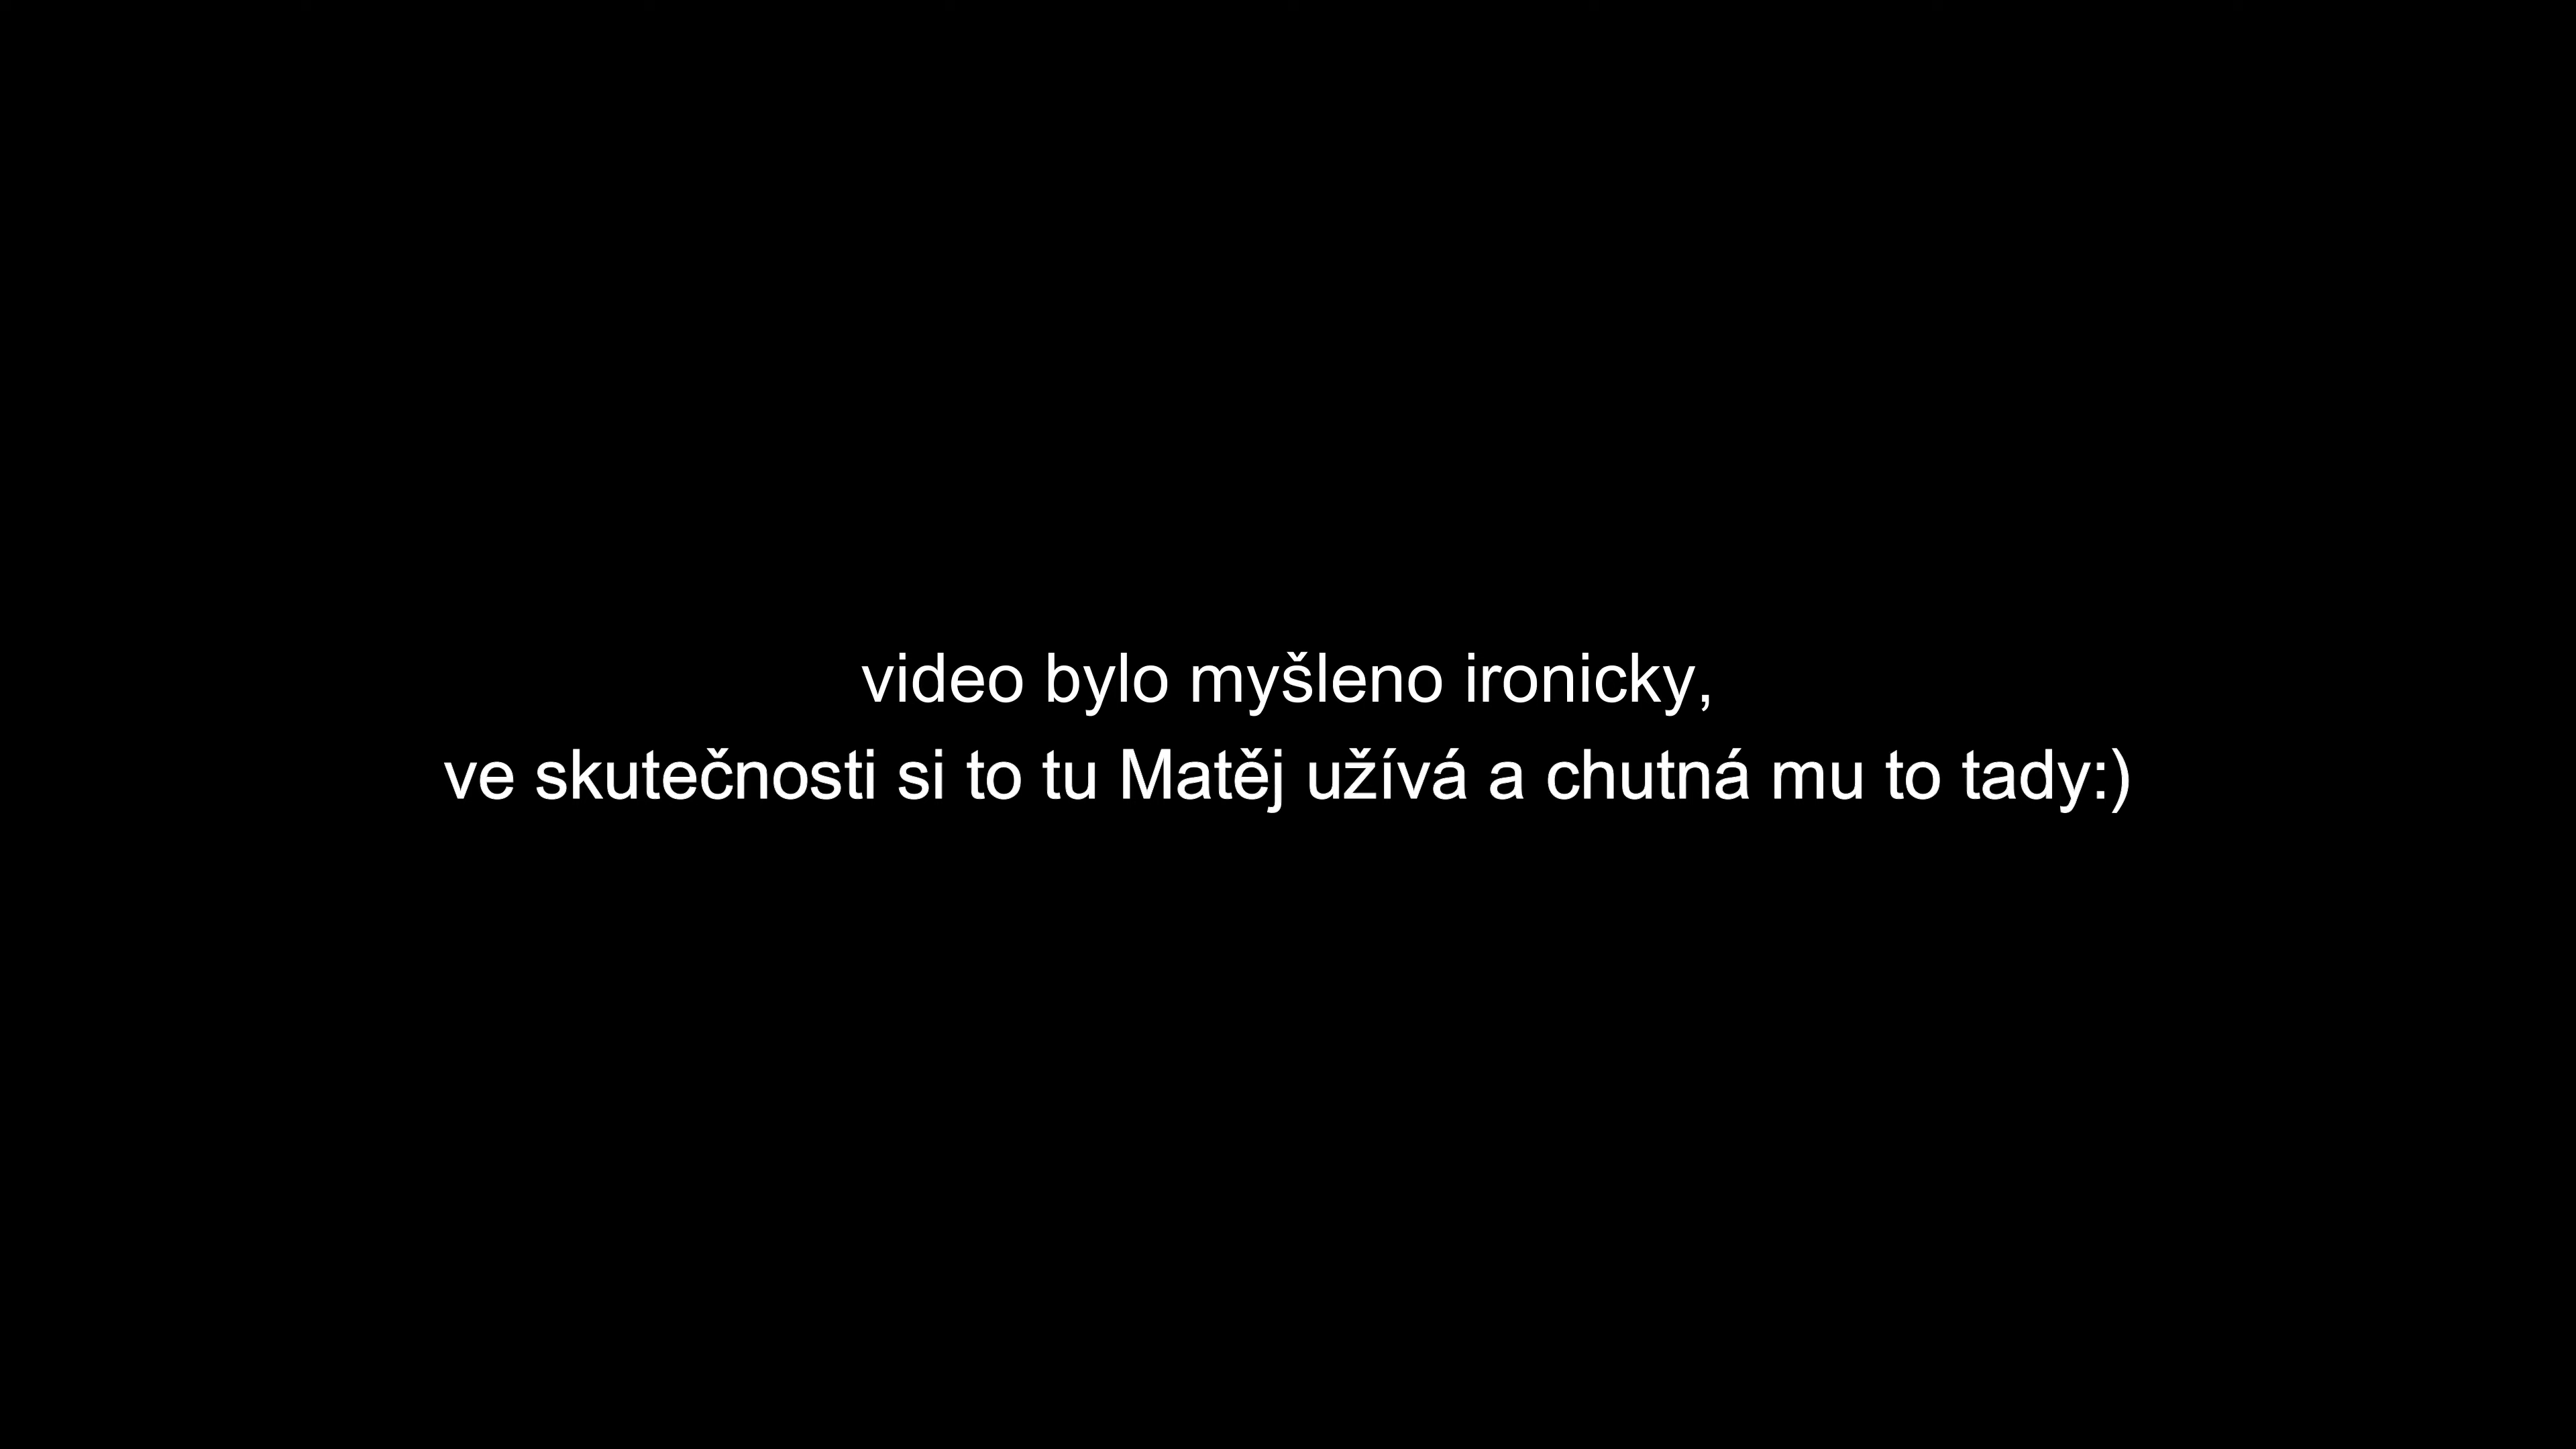 video bylo myšleno ironicky,
ve skutečnosti si to tu Matěj užívá a chutná mu to tady:)